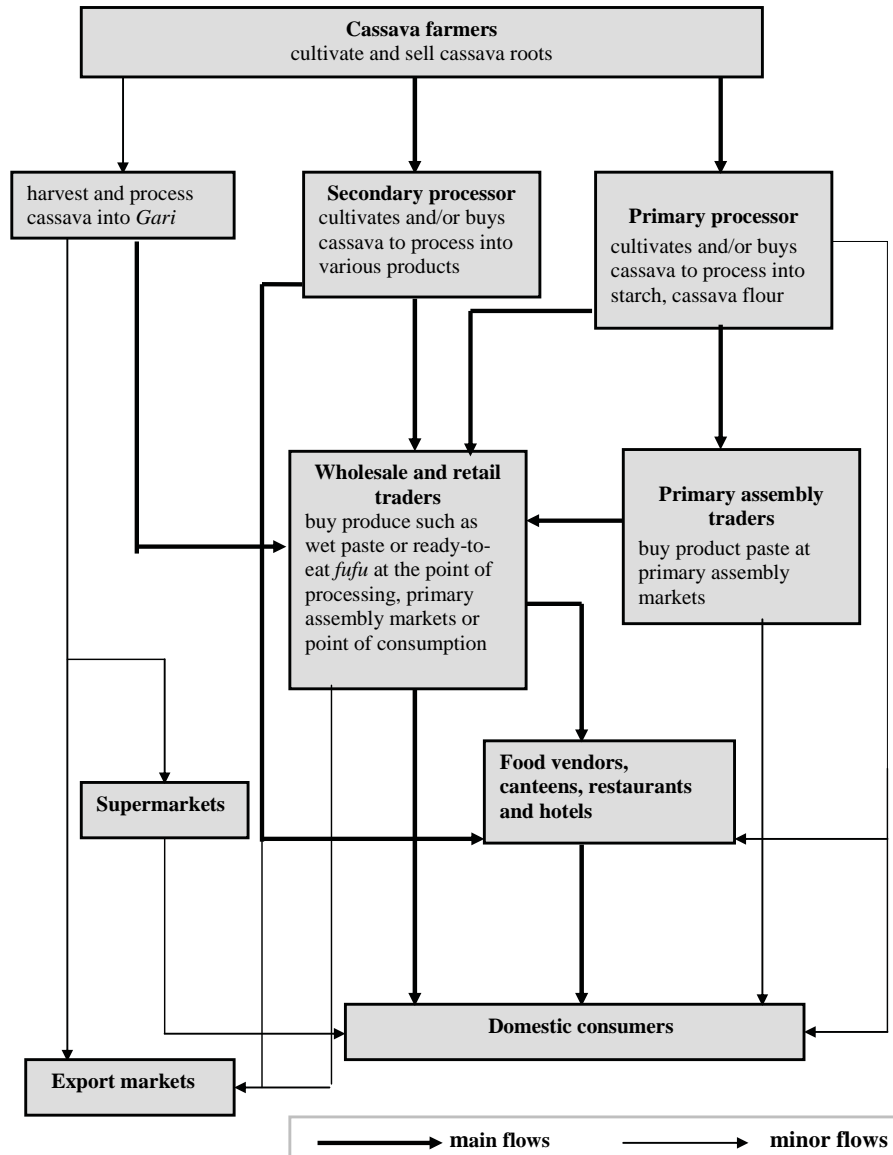 Cassava farmers
cultivate and sell cassava roots
harvest and process
cassava into Gari
Secondary processor
cultivates and/or buys
cassava to process into
various products
Primary processor
cultivates and/or buys
cassava to process into
starch, cassava flour
Wholesale and retail
traders
buy produce such as
wet paste or ready-to-
eat fufu at the point of
processing, primary
assembly markets or
point of consumption
Primary assembly
traders
buy product paste at
primary assembly
markets
Food vendors,
canteens, restaurants
and hotels
Supermarkets
Domestic consumers
Export markets
main flows
minor flows